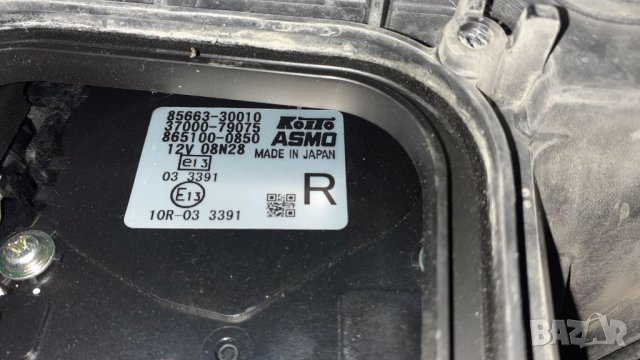 85663-30010
37000-79075
865100-0850
12V 08N28
e13
03 3391
E13
10R-03 3391
KOITO
ASMO
MADE IN JAPAN
R
BAZAR